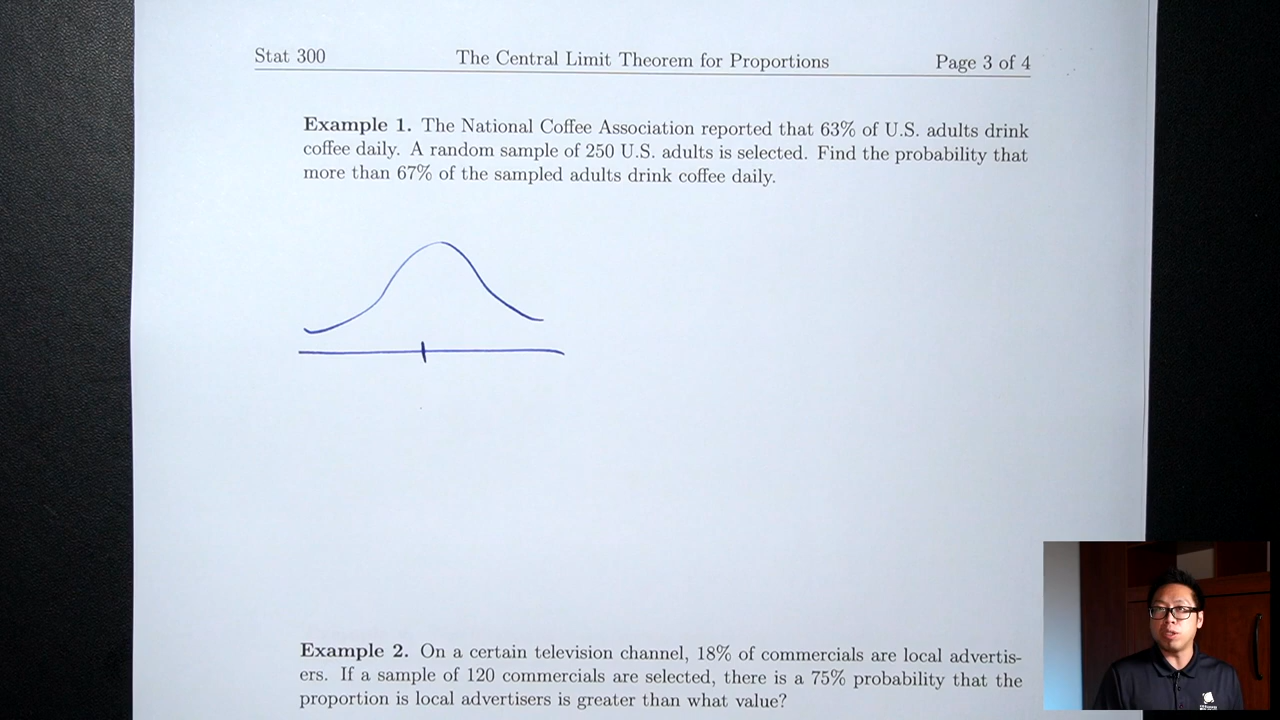 Stat 300 The Central Limit Theorem for Proportions Page 3 of 4
Example 1. The National Coffee Association reported that 63% of U.S. adults drink
coffee daily. A random sample of 250 U.S. adults is selected. Find the probability that
more than 67% of the sampled adults drink coffee daily.
Example 2. On a certain television channel, 18% of commercials are local advertis-
ers. If a sample of 120 commercials are selected, there is a 75% probability that the
proportion is local advertisers is greater than what value?